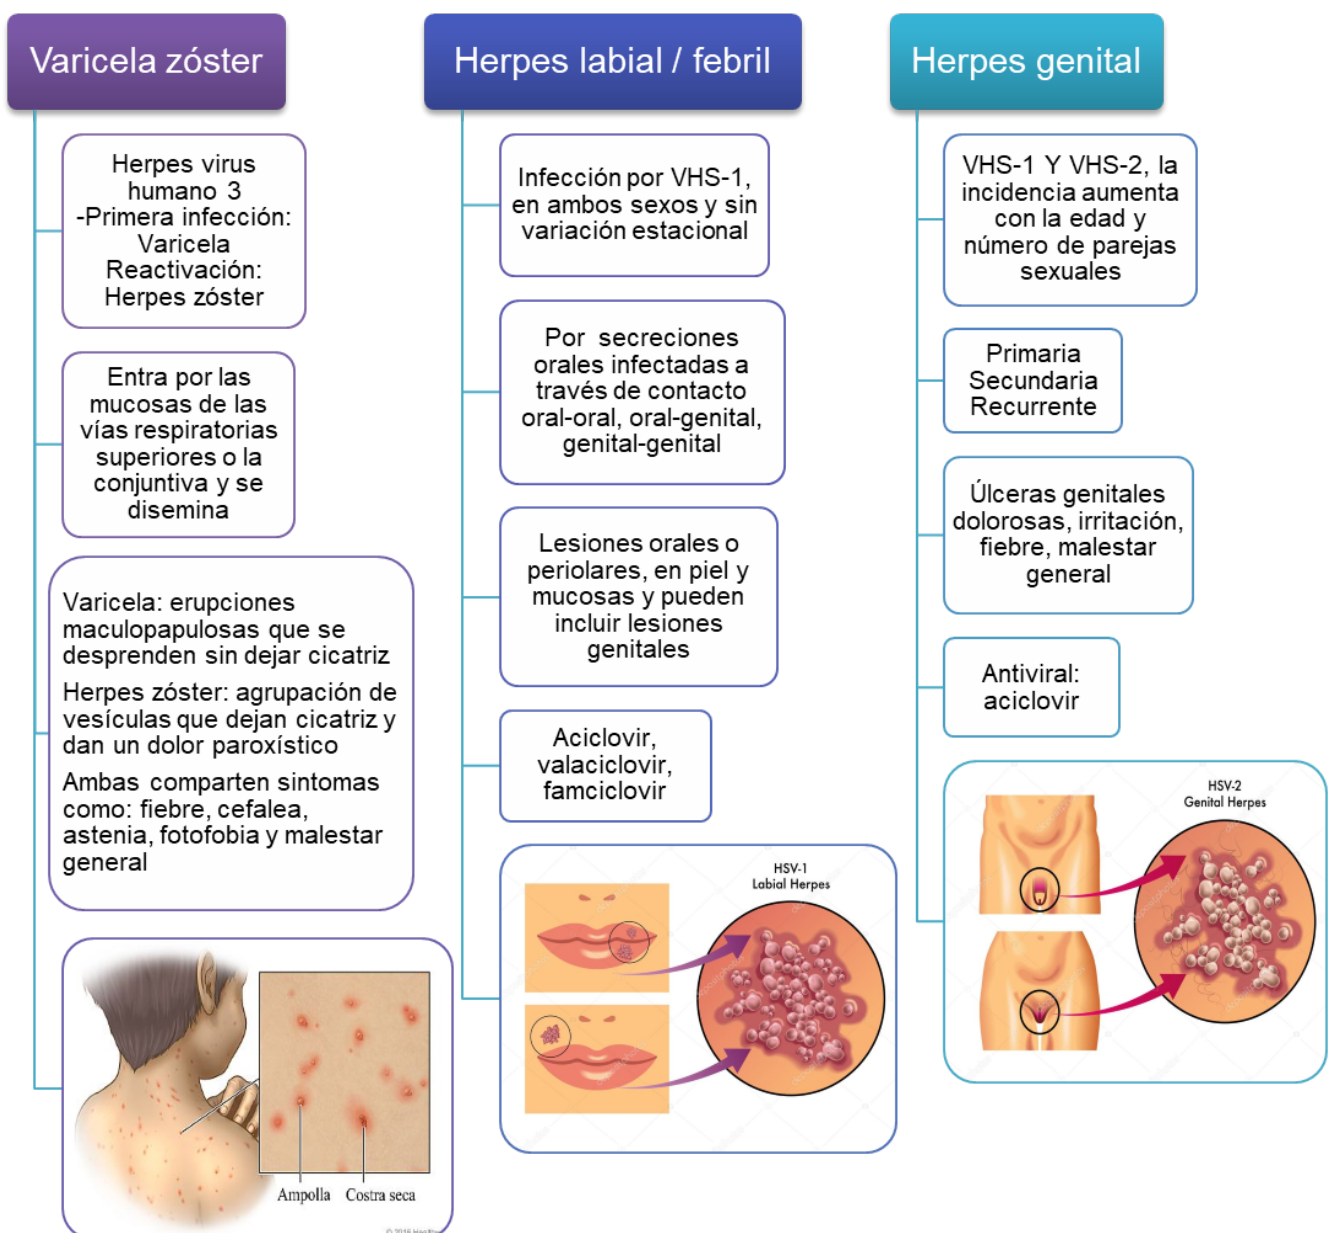 Varicela zóster
Herpes virus
humano 3
-Primera infección:
Varicela
Reactivación:
Herpes zóster
Entra por las
mucosas de las
vías respiratorias
superiores o la
conjuntiva y se
disemina
Varicela: erupciones
maculopapulosas que se
desprenden sin dejar cicatriz
Herpes zóster: agrupación de
vesículas que dejan cicatriz y
dan un dolor paroxístico
Ambas comparten sintomas
como: fiebre, cefalea,
astenia, fotofobia y malestar
general
Ampolla
Costra seca
Herpes labial / febril
Infección por VHS-1,
en ambos sexos y sin
variación estacional
Por secreciones
orales infectadas a
través de contacto
oral-oral, oral-genital,
genital-genital
Lesiones orales o
periolares, en piel y
mucosas y pueden
incluir lesiones
genitales
Aciclovir,
valaciclovir,
famciclovir
HSV-1
Labial Herpes
Herpes genital
VHS-1 Y VHS-2, la
incidencia aumenta
con la edad y
número de parejas
sexuales
Primaria
Secundaria
Recurrente
Úlceras genitales
dolorosas, irritación,
fiebre, malestar
general
Antiviral:
aciclovir
HSV-2
Genital Herpes